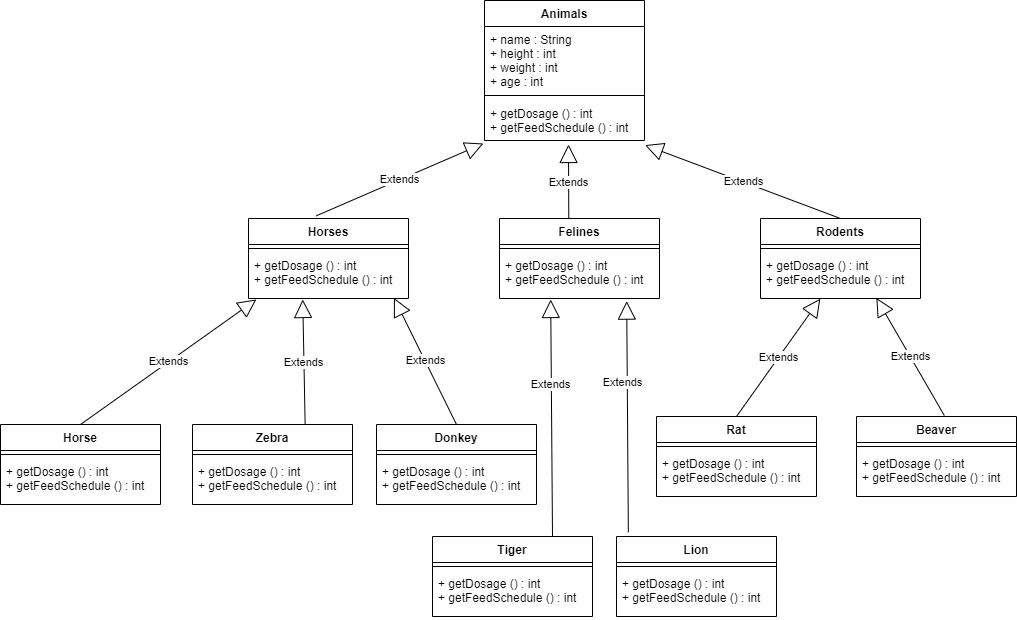 Animals
+ name : String
+ height : int
+ weight : int
+ age : int
+ getDosage () : int
+ getFeedSchedule () : int
Extends
Extends
Extends
Horses
+ getDosage () : int
+ getFeedSchedule () : int
Felines
+ getDosage () : int
+ getFeedSchedule () : int
Rodents
+ getDosage () : int
+ getFeedSchedule () : int
Extends
Extends
Extends
Extends
Extends
Extends
Extends
Horse
+ getDosage () : int
+ getFeedSchedule () : int
Zebra
+ getDosage () : int
+ getFeedSchedule () : int
Donkey
+ getDosage () : int
+ getFeedSchedule () : int
Rat
+ getDosage () : int
+ getFeedSchedule () : int
Beaver
+ getDosage () : int
+ getFeedSchedule () : int
Tiger
+ getDosage () : int
+ getFeedSchedule () : int
Lion
+ getDosage () : int
+ getFeedSchedule () : int